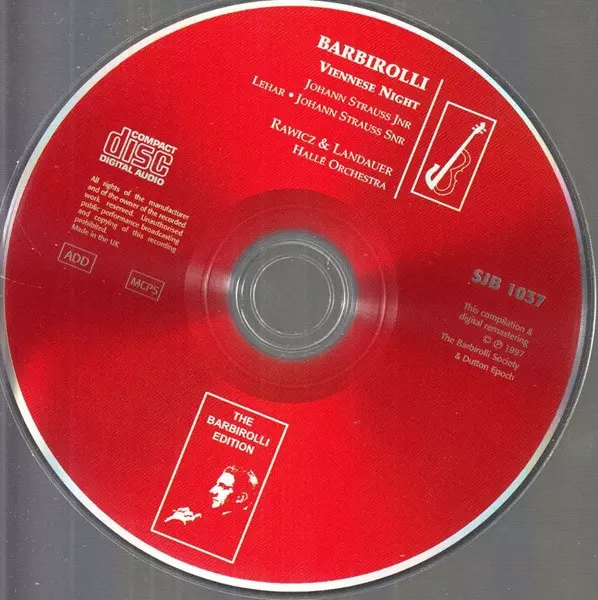 BARBIROLLI
VIENNESE NIGHT
JOHANN STRAUSS JNR
LEHAR • JOHANN STRAUSS SNR
RAWICZ & LANDAUER
HALLÉ ORCHESTRA
COMPACT
disc
DIGITAL AUDIO
All rights of the manufacturer
and of the owner of the recorded
work reserved. Unauthorised
public performance broadcasting
and copying of this recording
prohibited.
Made in the UK
ADD
MCPS
SJB 1037
This compilation &
digital remastering
© ℗ 1997
The Barbirolli Society
& Dutton Epoch
THE
BARBIROLLI
EDITION